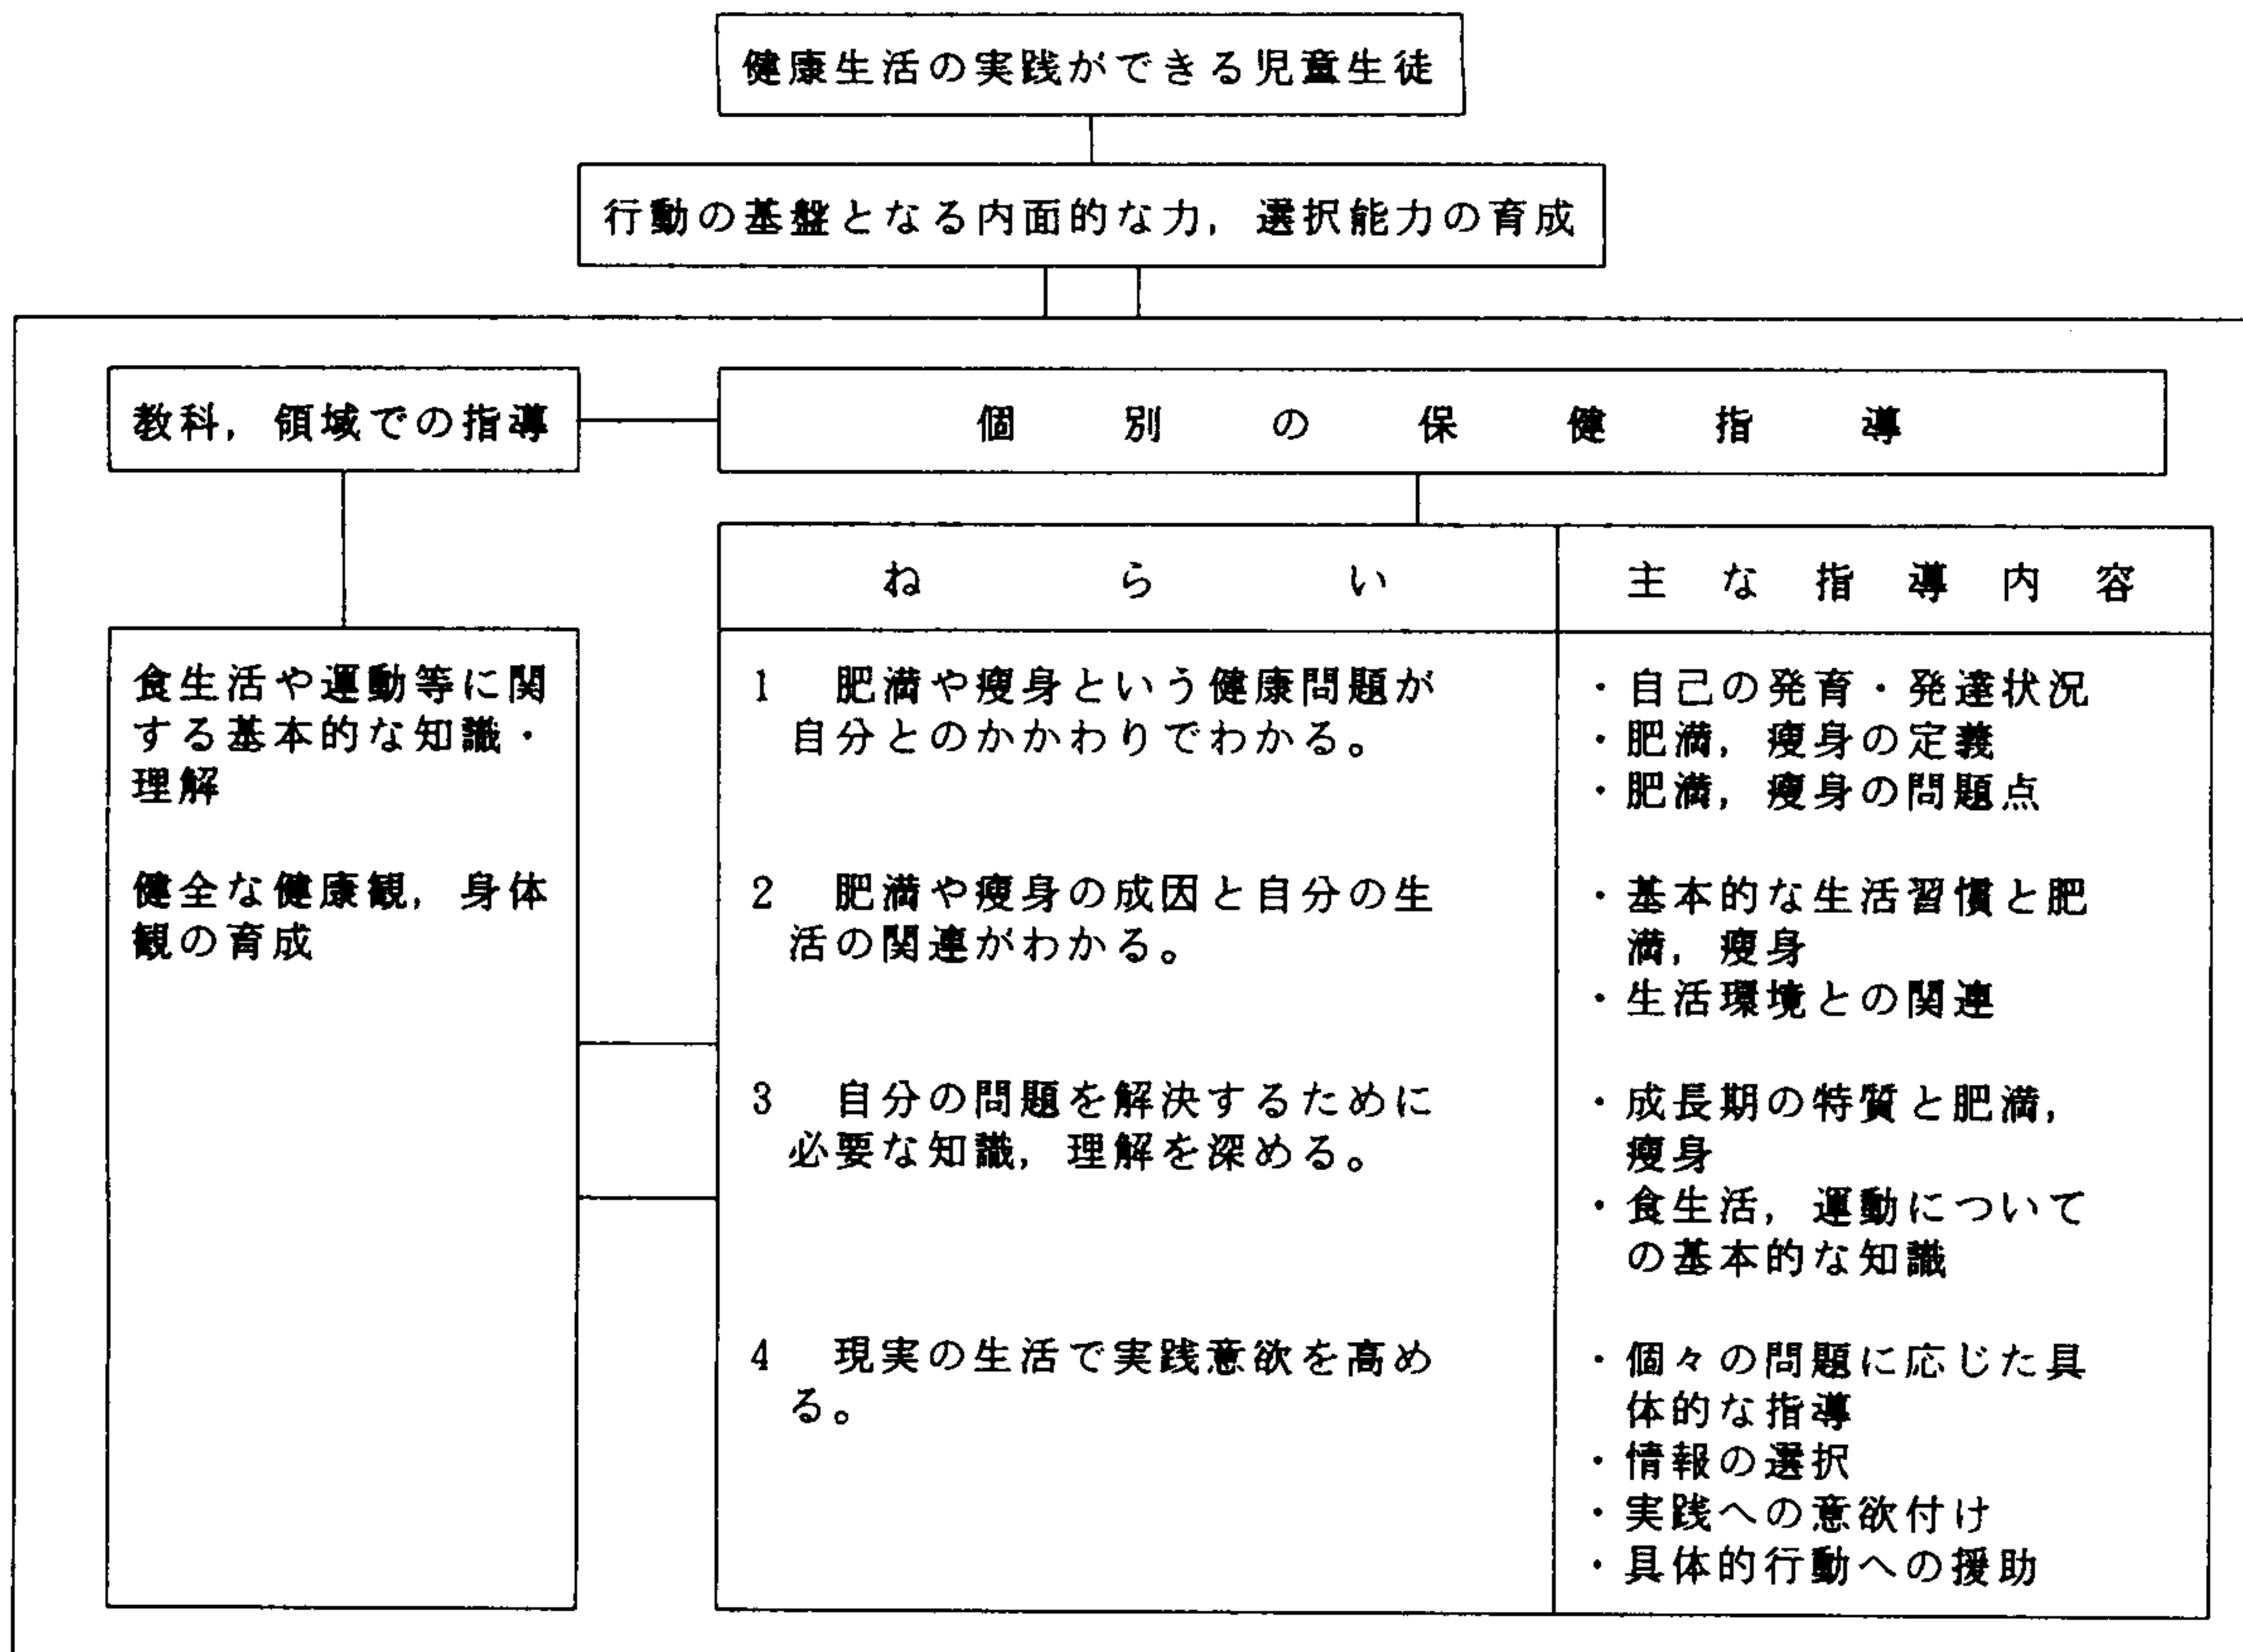 健康生活の実践ができる児童生徒
行動の基盤となる内面的な力，選択能力の育成
教科，領域での指導
個別の保健指導
食生活や運動等に関
する基本的な知識・
理解
健全な健康観，身体
観の育成
ねらい
主な指導内容
1　肥満や痩身という健康問題が
自分とのかかわりでわかる。
・自己の発育・発達状況
・肥満，痩身の定義
・肥満，痩身の問題点
2　肥満や痩身の成因と自分の生
活の関連がわかる。
・基本的な生活習慣と肥
満，痩身
・生活環境との関連
3　自分の問題を解決するために
必要な知識，理解を深める。
・成長期の特質と肥満，
痩身
・食生活，運動について
の基本的な知識
4　現実の生活で実践意欲を高め
る。
・個々の問題に応じた具
体的な指導
・情報の選択
・実践への意欲付け
・具体的行動への援助